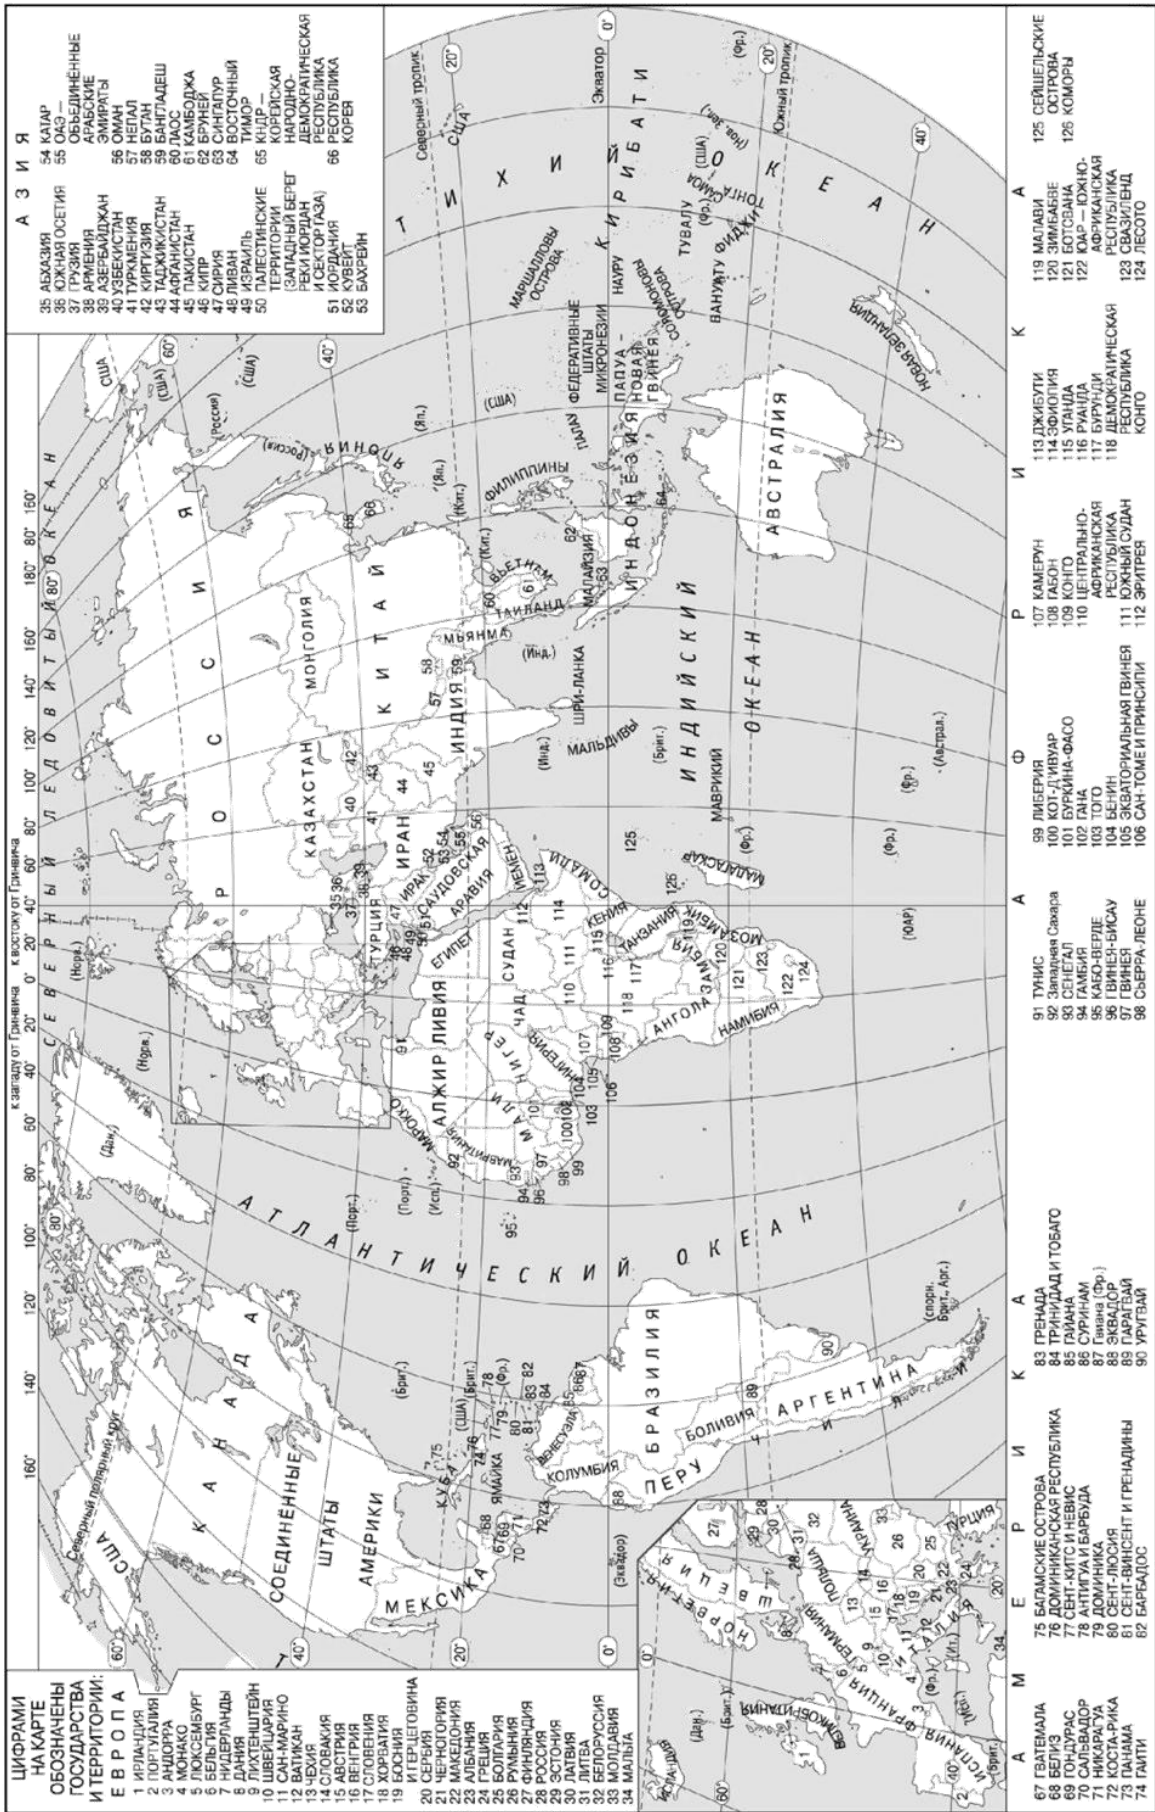 ЦИФРАМИ
НА КАРТЕ
ОБОЗНАЧЕНЫ
ГОСУДАРСТВА
И ТЕРРИТОРИИ:
ЕВРОПА
1 ИРЛАНДИЯ
2 ПОРТУГАЛИЯ
3 АНДОРРА
4 МОНАКО
5 ЛЮКСЕМБУРГ
6 БЕЛЬГИЯ
7 НИДЕРЛАНДЫ
8 ДАНИЯ
9 ЛИХТЕНШТЕЙН
10 ШВЕЙЦАРИЯ
11 САН-МАРИНО
12 ВАТИКАН
13 ЧЕХИЯ
14 СЛОВАКИЯ
15 АВСТРИЯ
16 ВЕНГРИЯ
17 СЛОВЕНИЯ
18 ХОРВАТИЯ
19 БОСНИЯ
И ГЕРЦЕГОВИНА
20 СЕРБИЯ
21 ЧЕРНОГОРИЯ
22 МАКЕДОНИЯ
23 АЛБАНИЯ
24 ГРЕЦИЯ
25 БОЛГАРИЯ
26 РУМЫНИЯ
27 ФИНЛЯНДИЯ
28 РОССИЯ
29 ЭСТОНИЯ
30 ЛАТВИЯ
31 ЛИТВА
32 БЕЛОРУССИЯ
33 МОЛДАВИЯ
34 МАЛЬТА
АЗИЯ
35 АБХАЗИЯ
36 ЮЖНАЯ ОСЕТИЯ
37 ГРУЗИЯ
38 АРМЕНИЯ
39 АЗЕРБАЙДЖАН
40 УЗБЕКИСТАН
41 ТУРКМЕНИЯ
42 КИРГИЗИЯ
43 ТАДЖИКИСТАН
44 АФГАНИСТАН
45 ПАКИСТАН
46 КИПР
47 СИРИЯ
48 ЛИВАН
49 ИЗРАИЛЬ
50 ПАЛЕСТИНСКИЕ
ТЕРРИТОРИИ
(ЗАПАДНЫЙ БЕРЕГ
РЕКИ ИОРДАН
И СЕКТОР ГАЗА)
51 ИОРДАНИЯ
52 КУВЕЙТ
53 БАХРЕЙН
54 КАТАР
55 ОАЭ —
ОБЪЕДИНЁННЫЕ
АРАБСКИЕ
ЭМИРАТЫ
56 ОМАН
57 НЕПАЛ
58 БУТАН
59 БАНГЛАДЕШ
60 ЛАОС
61 КАМБОДЖА
62 БРУНЕЙ
63 СИНГАПУР
64 ВОСТОЧНЫЙ
ТИМОР
65 КНДР —
КОРЕЙСКАЯ
НАРОДНО-
ДЕМОКРАТИЧЕСКАЯ
РЕСПУБЛИКА
66 РЕСПУБЛИКА
КОРЕЯ
к западу от Гринвича
к востоку от Гринвича
СЕВЕРНЫЙ ЛЕДОВИТЫЙ ОКЕАН
ТИХИЙ ОКЕАН
АТЛАНТИЧЕСКИЙ ОКЕАН
ИНДИЙСКИЙ ОКЕАН
Северный полярный круг
Северный тропик
Экватор
Южный тропик
США
КАНАДА
СОЕДИНЁННЫЕ
ШТАТЫ
АМЕРИКИ
МЕКСИКА
КУБА
ЯМАЙКА
ВЕНЕСУЭЛА
КОЛУМБИЯ
ПЕРУ
БРАЗИЛИЯ
БОЛИВИЯ
ЧИЛИ
АРГЕНТИНА
(Эквадор)
(спорн.
Брит., Арг.)
РОССИЯ
КАЗАХСТАН
МОНГОЛИЯ
КИТАЙ
ЯПОНИЯ
ТУРЦИЯ
ИРАК
ИРАН
САУДОВСКАЯ
АРАВИЯ
ЙЕМЕН
ИНДИЯ
МЬЯНМА
ТАИЛАНД
ВЬЕТНАМ
ФИЛИППИНЫ
МАЛАЙЗИЯ
ИНДОНЕЗИЯ
ШРИ-ЛАНКА
МАЛЬДИВЫ
МАРОККО
АЛЖИР
ЛИВИЯ
ЕГИПЕТ
МАВРИТАНИЯ
МАЛИ
НИГЕР
ЧАД
СУДАН
НИГЕРИЯ
СОМАЛИ
КЕНИЯ
ТАНЗАНИЯ
АНГОЛА
ЗАМБИЯ
МОЗАМБИК
НАМИБИЯ
МАДАГАСКАР
МАВРИКИЙ
АВСТРАЛИЯ
НОВАЯ ЗЕЛАНДИЯ
ПАПУА —
НОВАЯ
ГВИНЕЯ
ПАЛАУ
ФЕДЕРАТИВНЫЕ
ШТАТЫ
МИКРОНЕЗИИ
МАРШАЛЛОВЫ
ОСТРОВА
НАУРУ
КИРИБАТИ
СОЛОМОНОВЫ
ОСТРОВА
ТУВАЛУ
ВАНУАТУ
ФИДЖИ
САМОА
ТОНГА
ИСЛАНДИЯ
НОРВЕГИЯ
ШВЕЦИЯ
ВЕЛИКОБРИТАНИЯ
ГЕРМАНИЯ
ПОЛЬША
УКРАИНА
ФРАНЦИЯ
ИСПАНИЯ
ИТАЛИЯ
ТУРЦИЯ
АМЕРИКА
67 ГВАТЕМАЛА
68 БЕЛИЗ
69 ГОНДУРАС
70 САЛЬВАДОР
71 НИКАРАГУА
72 КОСТА-РИКА
73 ПАНАМА
74 ГАИТИ
75 БАГАМСКИЕ ОСТРОВА
76 ДОМИНИКАНСКАЯ РЕСПУБЛИКА
77 СЕНТ-КИТС И НЕВИС
78 АНТИГУА И БАРБУДА
79 ДОМИНИКА
80 СЕНТ-ЛЮСИЯ
81 СЕНТ-ВИНСЕНТ И ГРЕНАДИНЫ
82 БАРБАДОС
83 ГРЕНАДА
84 ТРИНИДАД И ТОБАГО
85 ГАЙАНА
86 СУРИНАМ
87 Гвиана (Фр.)
88 ЭКВАДОР
89 ПАРАГВАЙ
90 УРУГВАЙ
АФРИКА
91 ТУНИС
92 Западная Сахара
93 СЕНЕГАЛ
94 ГАМБИЯ
95 КАБО-ВЕРДЕ
96 ГВИНЕЯ-БИСАУ
97 ГВИНЕЯ
98 СЬЕРРА-ЛЕОНЕ
99 ЛИБЕРИЯ
100 КОТ-Д'ИВУАР
101 БУРКИНА-ФАСО
102 ГАНА
103 ТОГО
104 БЕНИН
105 ЭКВАТОРИАЛЬНАЯ ГВИНЕЯ
106 САН-ТОМЕ И ПРИНСИПИ
107 КАМЕРУН
108 ГАБОН
109 КОНГО
110 ЦЕНТРАЛЬНО-
АФРИКАНСКАЯ
РЕСПУБЛИКА
111 ЮЖНЫЙ СУДАН
112 ЭРИТРЕЯ
113 ДЖИБУТИ
114 ЭФИОПИЯ
115 УГАНДА
116 РУАНДА
117 БУРУНДИ
118 ДЕМОКРАТИЧЕСКАЯ
РЕСПУБЛИКА
КОНГО
119 МАЛАВИ
120 ЗИМБАБВЕ
121 БОТСВАНА
122 ЮАР — ЮЖНО-
АФРИКАНСКАЯ
РЕСПУБЛИКА
123 СВАЗИЛЕНД
124 ЛЕСОТО
125 СЕЙШЕЛЬСКИЕ
ОСТРОВА
126 КОМОРЫ